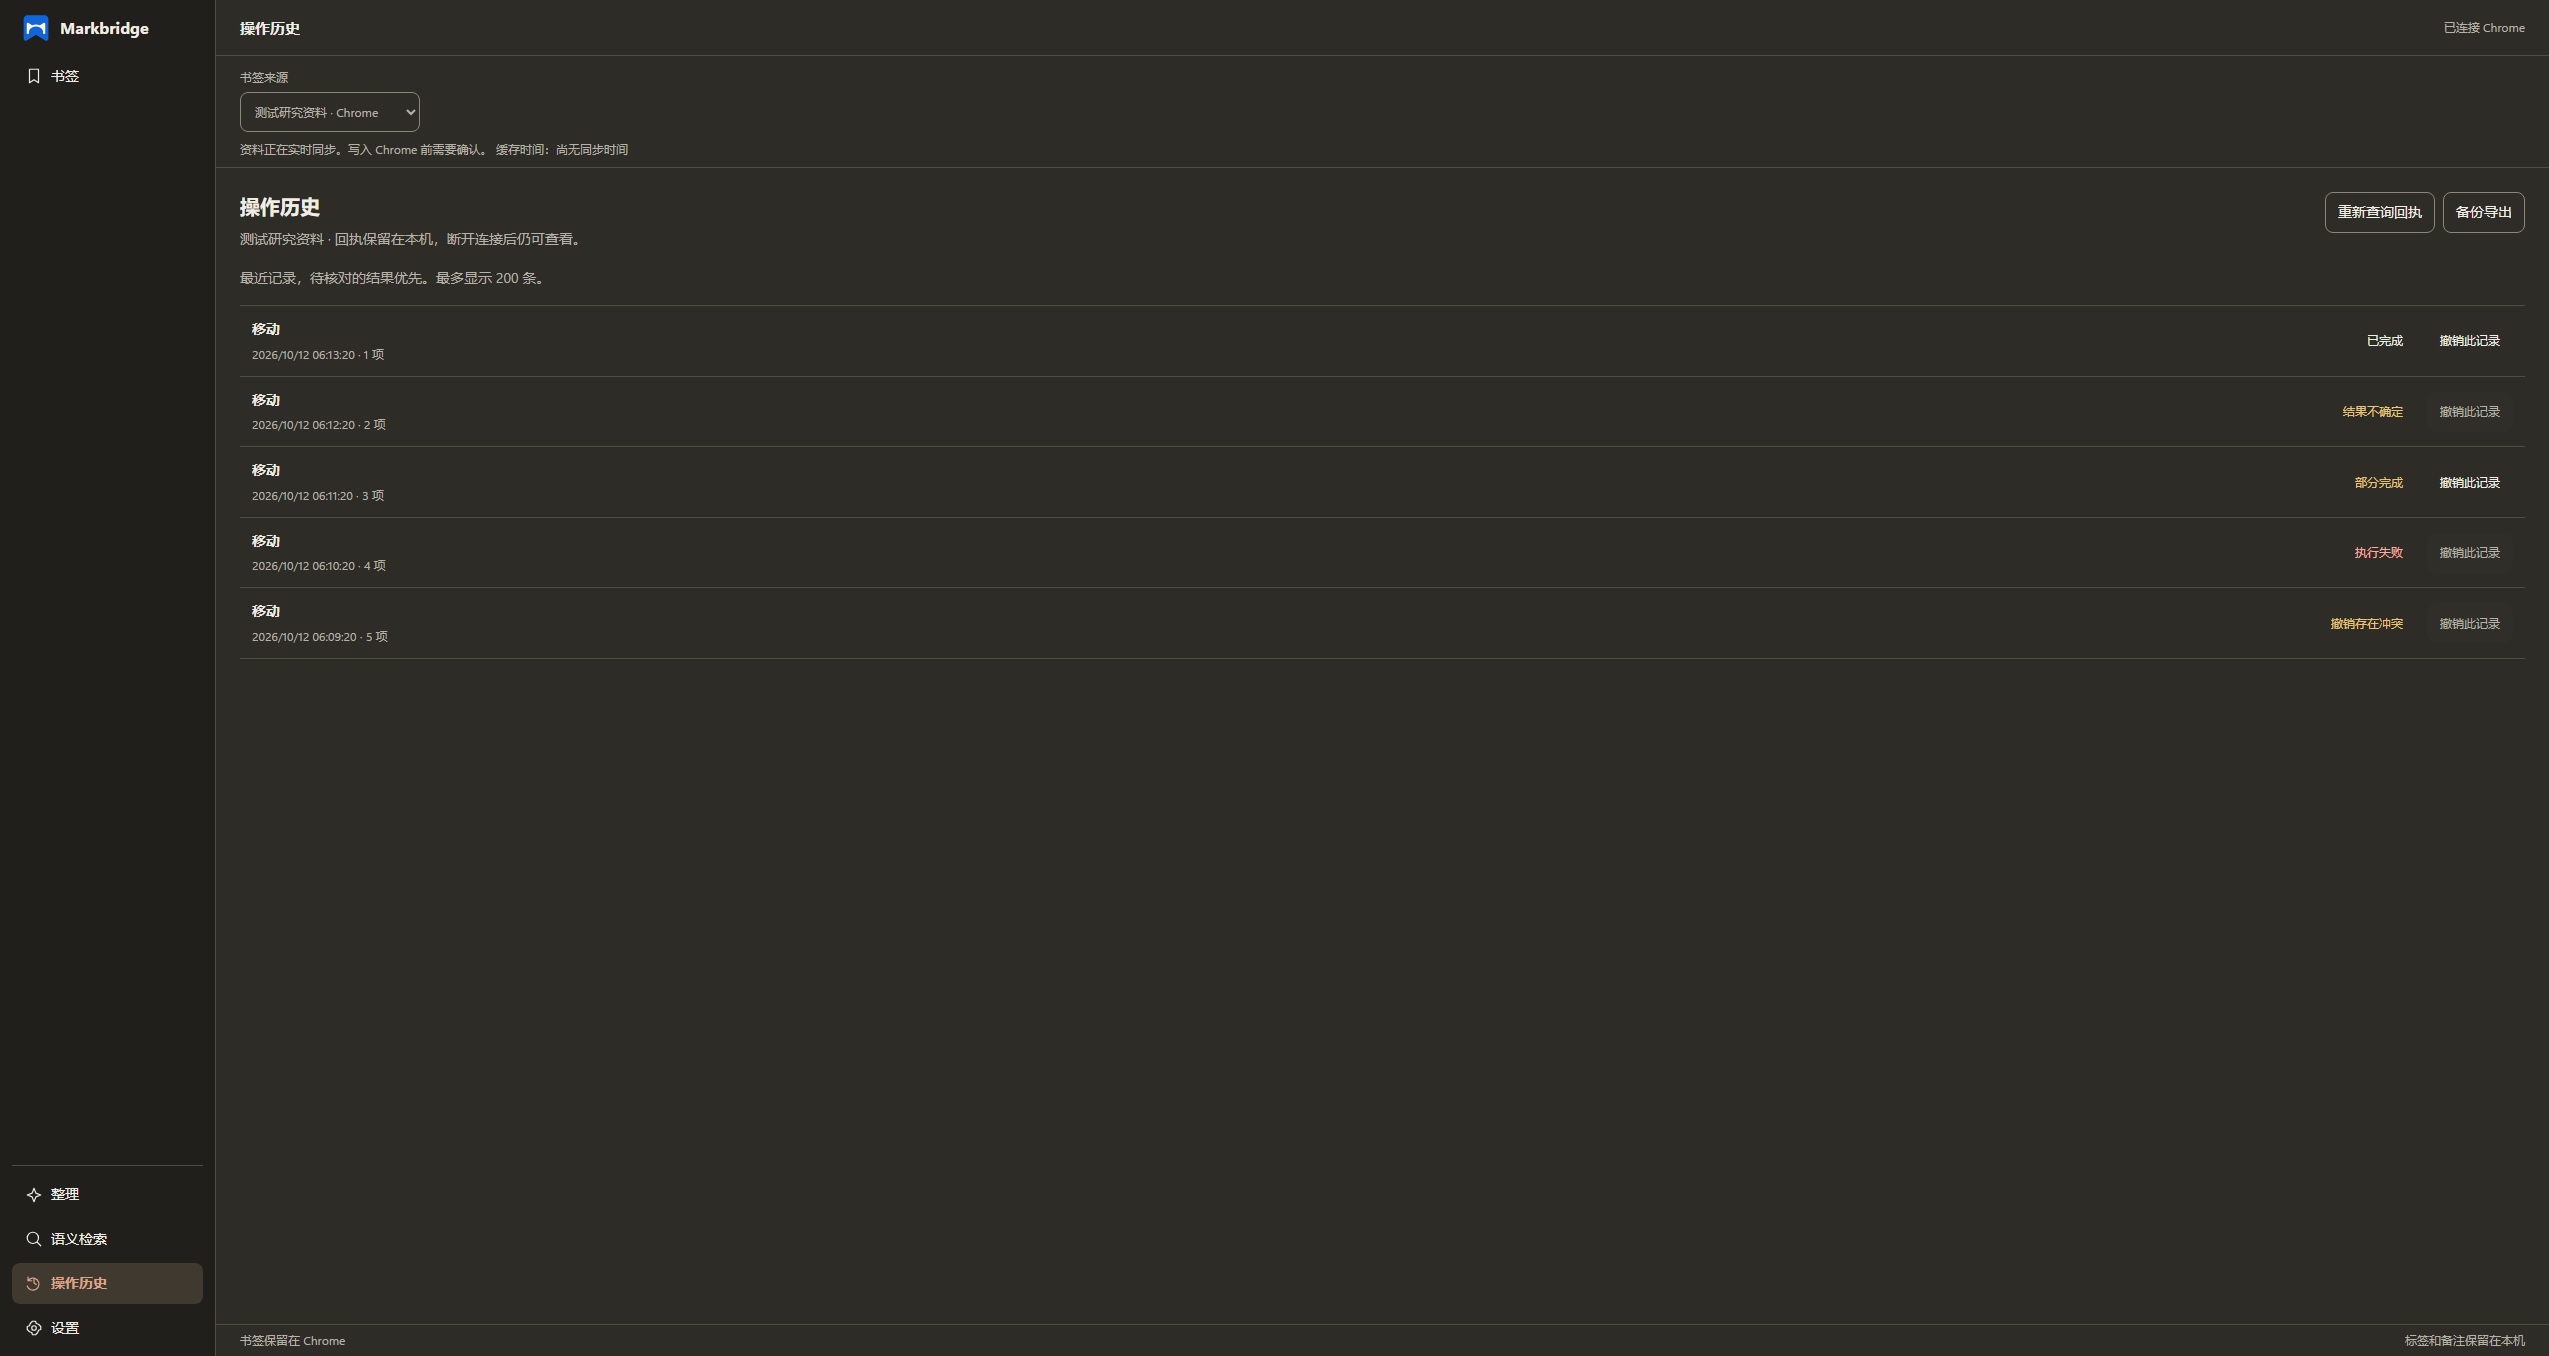 Markbridge
书签
整理
语义检索
操作历史
设置
操作历史
已连接 Chrome
书签来源
测试研究资料 · Chrome
资料正在实时同步。写入 Chrome 前需要确认。 缓存时间：尚无同步时间
操作历史
重新查询回执
备份导出
测试研究资料 · 回执保留在本机，断开连接后仍可查看。
最近记录，待核对的结果优先。最多显示 200 条。
移动
2026/10/12 06:13:20 · 1 项
已完成
撤销此记录
移动
2026/10/12 06:12:20 · 2 项
结果不确定
撤销此记录
移动
2026/10/12 06:11:20 · 3 项
部分完成
撤销此记录
移动
2026/10/12 06:10:20 · 4 项
执行失败
撤销此记录
移动
2026/10/12 06:09:20 · 5 项
撤销存在冲突
撤销此记录
书签保留在 Chrome
标签和备注保留在本机